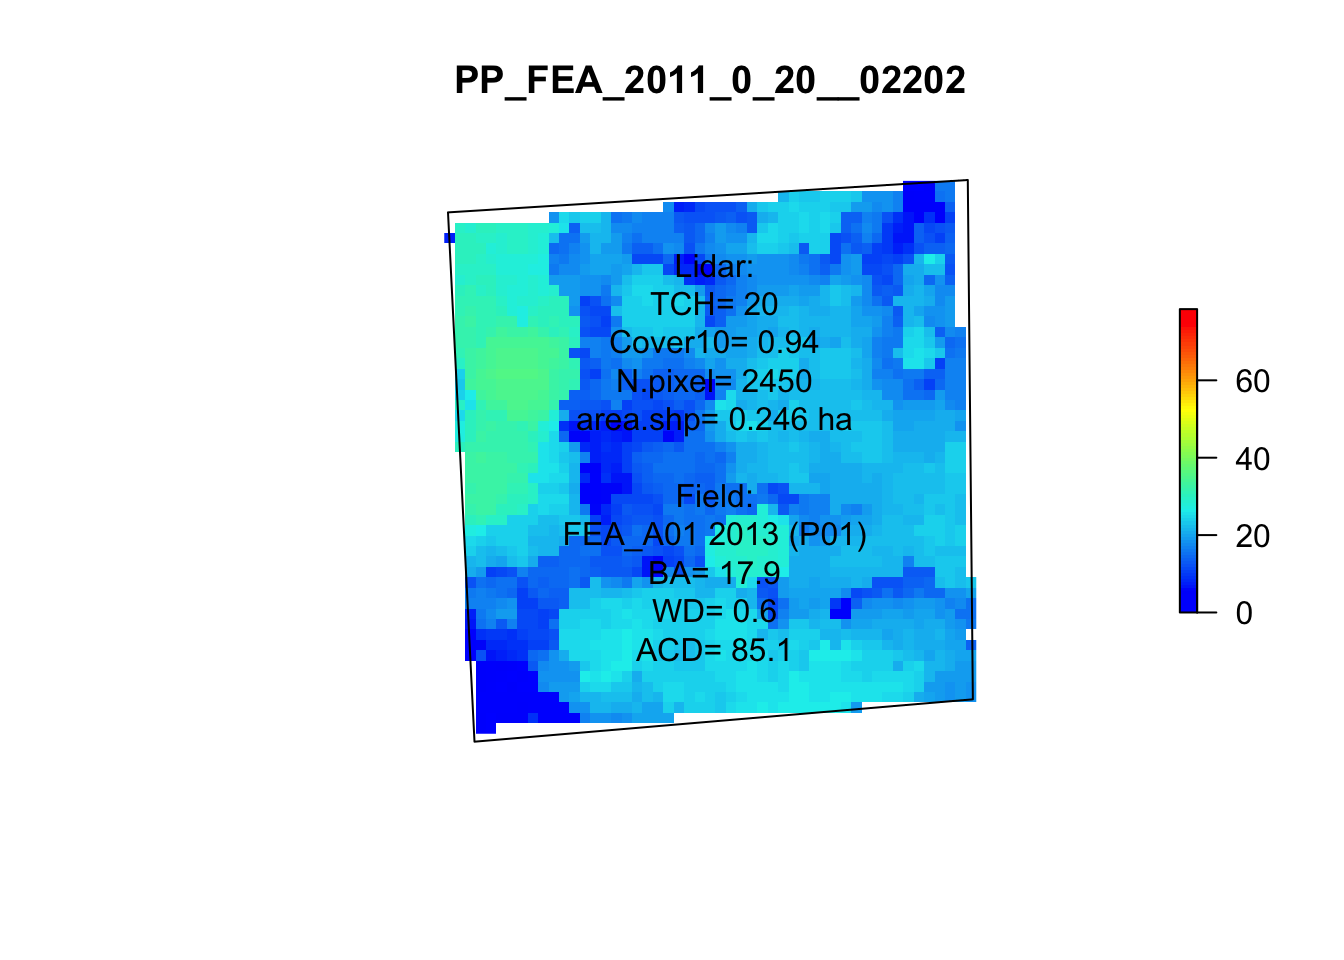 PP_FEA_2011_0_20__02202
Lidar:
TCH= 20
Cover10= 0.94
N.pixel= 2450
area.shp= 0.246 ha
Field:
FEA_A01 2013 (P01)
BA= 17.9
WD= 0.6
ACD= 85.1
60
40
20
0